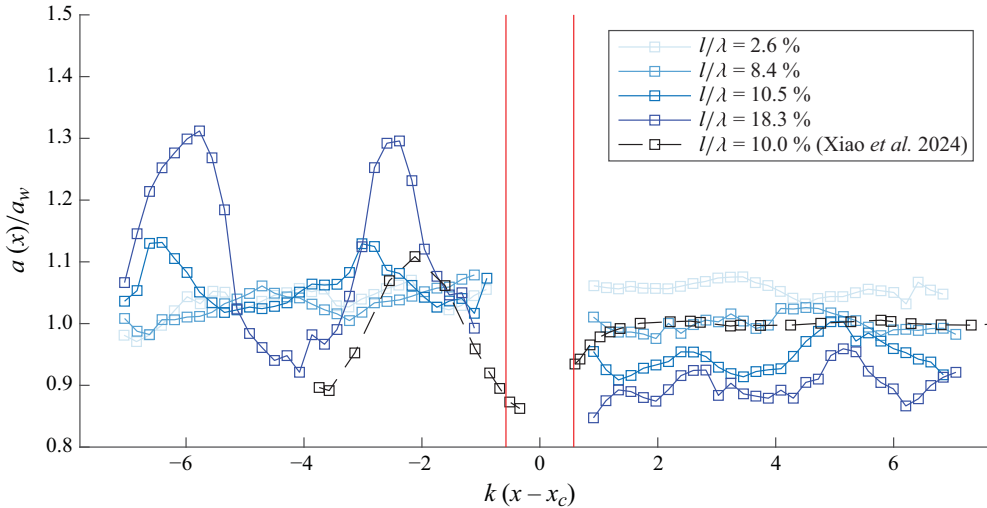 1.5
1.4
1.3
1.2
1.1
1.0
0.9
0.8
a (x)/a_w
l/λ = 2.6 %
l/λ = 8.4 %
l/λ = 10.5 %
l/λ = 18.3 %
l/λ = 10.0 % (Xiao et al. 2024)
−6 −4 −2 0 2 4 6
k (x − x_c)